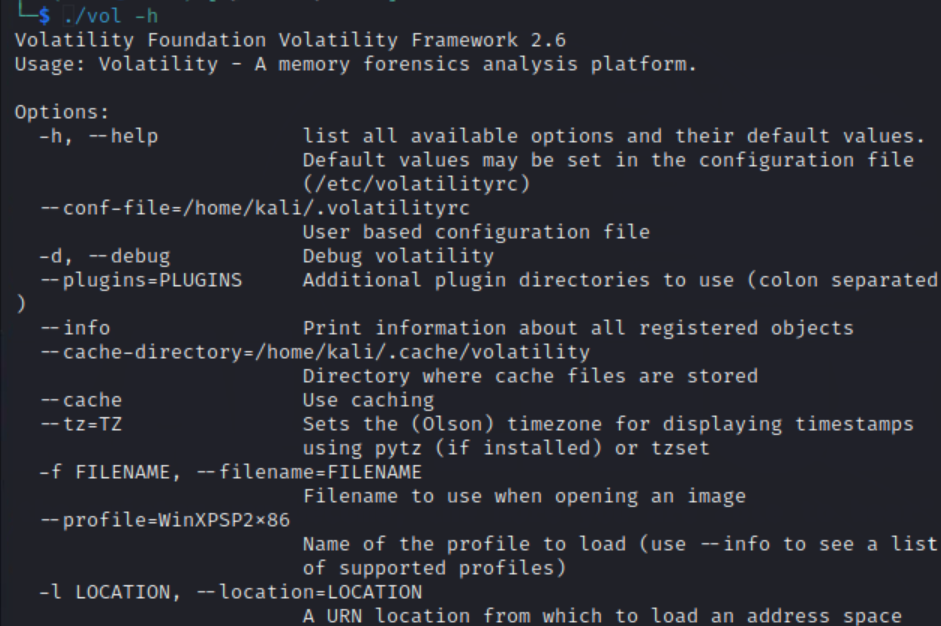 └─$ ./vol -h
Volatility Foundation Volatility Framework 2.6
Usage: Volatility - A memory forensics analysis platform.

Options:
  -h, --help            list all available options and their default values.
                        Default values may be set in the configuration file
                        (/etc/volatilityrc)
  --conf-file=/home/kali/.volatilityrc
                        User based configuration file
  -d, --debug           Debug volatility
  --plugins=PLUGINS     Additional plugin directories to use (colon separated
)
  --info                Print information about all registered objects
  --cache-directory=/home/kali/.cache/volatility
                        Directory where cache files are stored
  --cache               Use caching
  --tz=TZ               Sets the (Olson) timezone for displaying timestamps
                        using pytz (if installed) or tzset
  -f FILENAME, --filename=FILENAME
                        Filename to use when opening an image
  --profile=WinXPSP2x86
                        Name of the profile to load (use --info to see a list
                        of supported profiles)
  -l LOCATION, --location=LOCATION
                        A URN location from which to load an address space